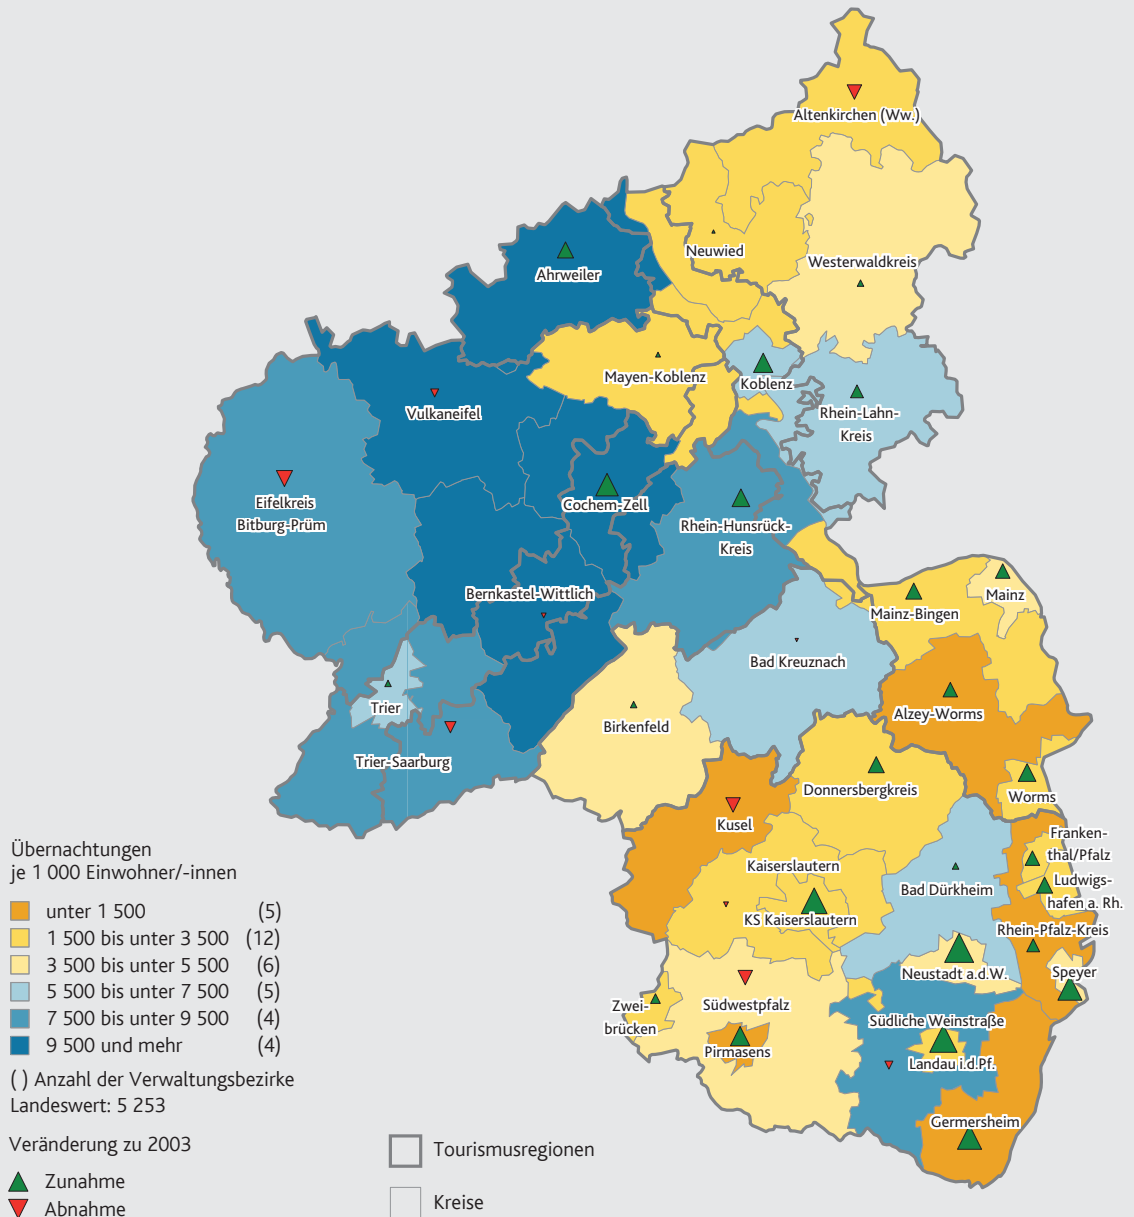 Altenkirchen (Ww.)
Neuwied
Westerwaldkreis
Ahrweiler
Mayen-Koblenz
Koblenz
Rhein-Lahn-
Kreis
Vulkaneifel
Eifelkreis
Bitburg-Prüm
Cochem-Zell
Rhein-Hunsrück-
Kreis
Bernkastel-Wittlich
Mainz-Bingen
Mainz
Bad Kreuznach
Trier
Birkenfeld
Alzey-Worms
Trier-Saarburg
Donnersbergkreis
Worms
Kusel
Franken-
thal/Pfalz
Kaiserslautern
Bad Dürkheim
Ludwigs-
hafen a. Rh.
KS Kaiserslautern
Rhein-Pfalz-Kreis
Neustadt a.d.W.
Speyer
Zwei-
brücken
Südwestpfalz
Südliche Weinstraße
Pirmasens
Landau i.d.Pf.
Germersheim
Übernachtungen
je 1 000 Einwohner/-innen
unter 1 500 (5)
1 500 bis unter 3 500 (12)
3 500 bis unter 5 500 (6)
5 500 bis unter 7 500 (5)
7 500 bis unter 9 500 (4)
9 500 und mehr (4)
( ) Anzahl der Verwaltungsbezirke
Landeswert: 5 253
Veränderung zu 2003
Zunahme
Abnahme
Tourismusregionen
Kreise